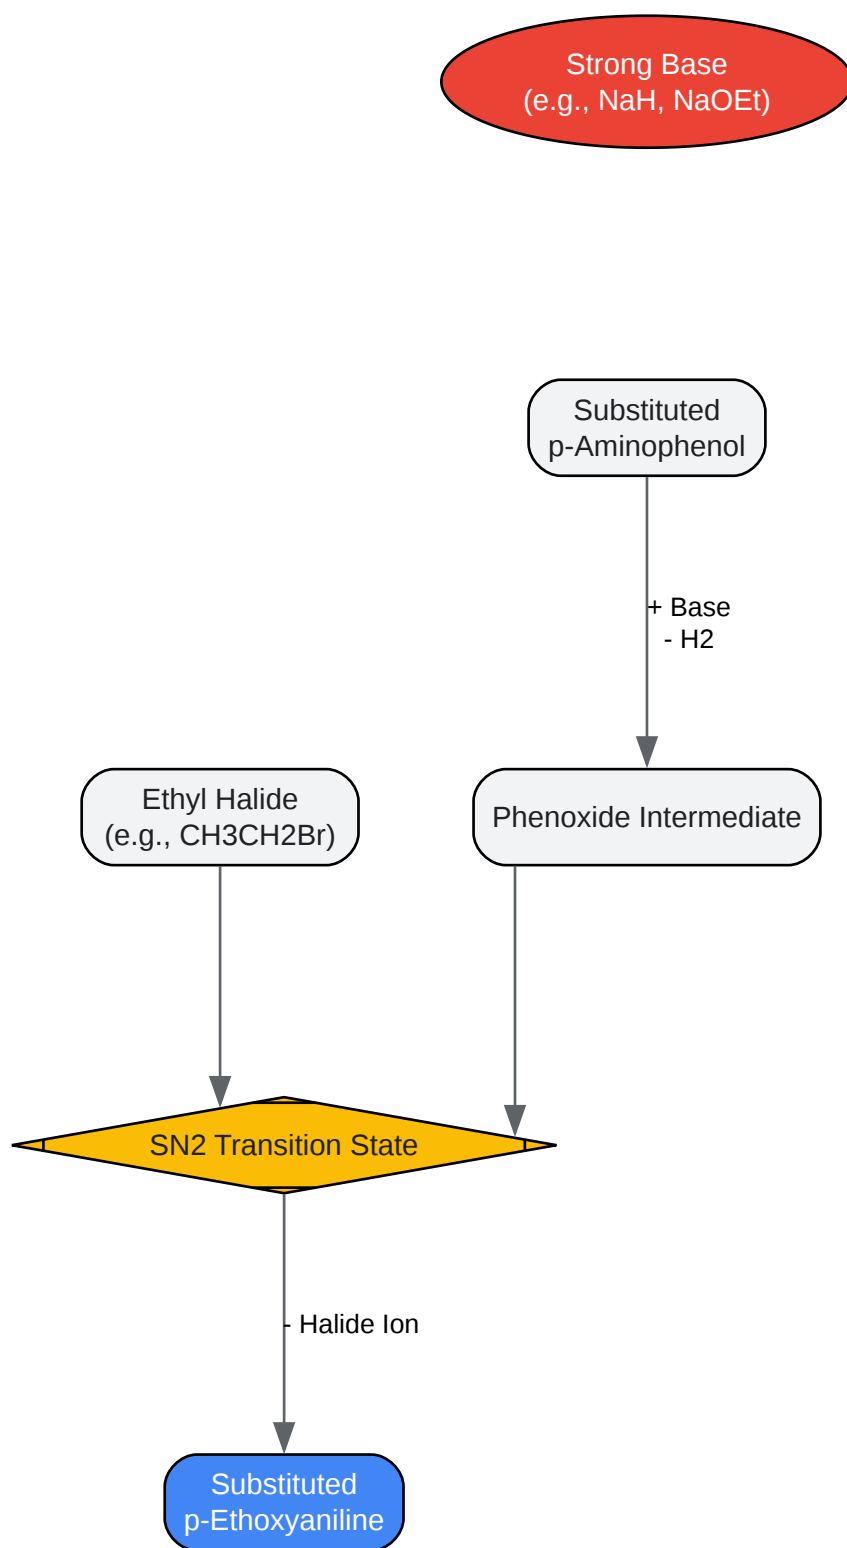 Strong Base
(e.g., NaH, NaOEt)
Substituted
p-Aminophenol
+ Base
- H2
Ethyl Halide
(e.g., CH3CH2Br)
Phenoxide Intermediate
SN2 Transition State
- Halide Ion
Substituted
p-Ethoxyaniline